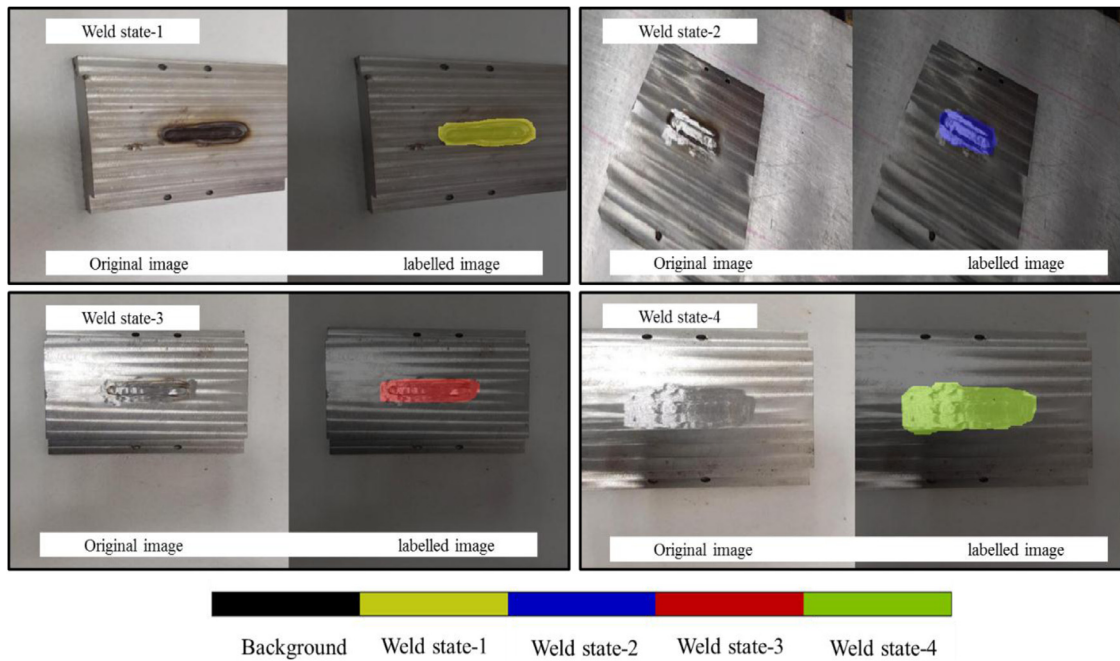 Weld state-1
Original image
labelled image
Weld state-2
Original image
labelled image
Weld state-3
Original image
labelled image
Weld state-4
Original image
labelled image
Background
Weld state-1
Weld state-2
Weld state-3
Weld state-4